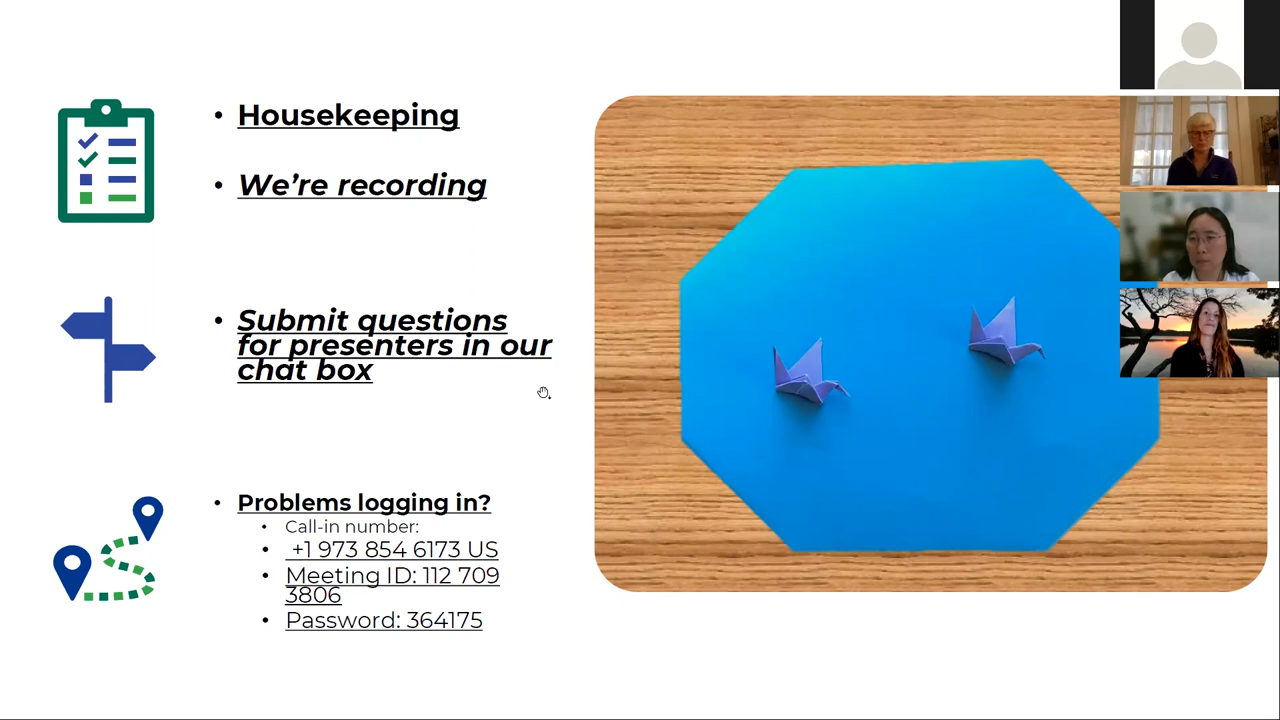 Housekeeping
We’re recording
Submit questions
for presenters in our
chat box
Problems logging in?
Call-in number:
+1 973 854 6173 US
Meeting ID: 112 709
3806
Password: 364175